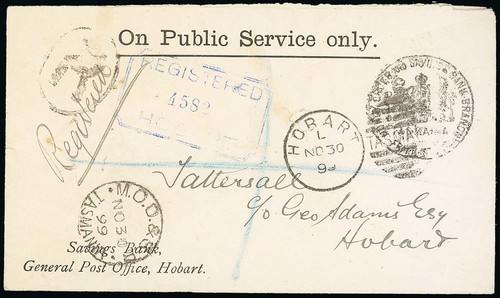 On Public Service only.
Registered
REGISTERED
458
HOBART
L
NO 30
9
Tattersall
c/o Geo Adams Esq
Hobart
M.O.O. & S.B.
NO 30
99
TASMANIA
Savings Bank,
General Post Office, Hobart.